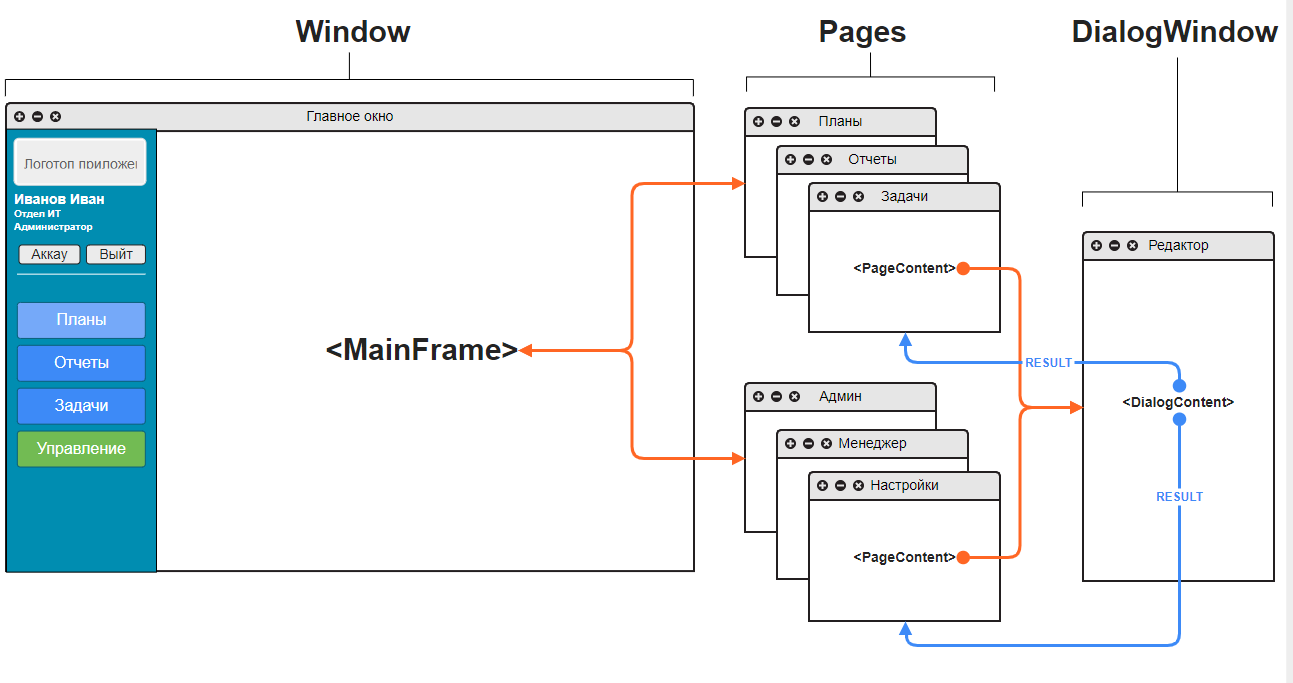 Window
Pages
DialogWindow
Главное окно
Логотоп приложен
Иванов Иван
Отдел ИТ
Администратор
Аккау
Выйт
Планы
Отчеты
Задачи
Управление
<MainFrame>
Планы
Отчеты
Задачи
<PageContent>
Админ
Менеджер
Настройки
<PageContent>
Редактор
RESULT
<DialogContent>
RESULT